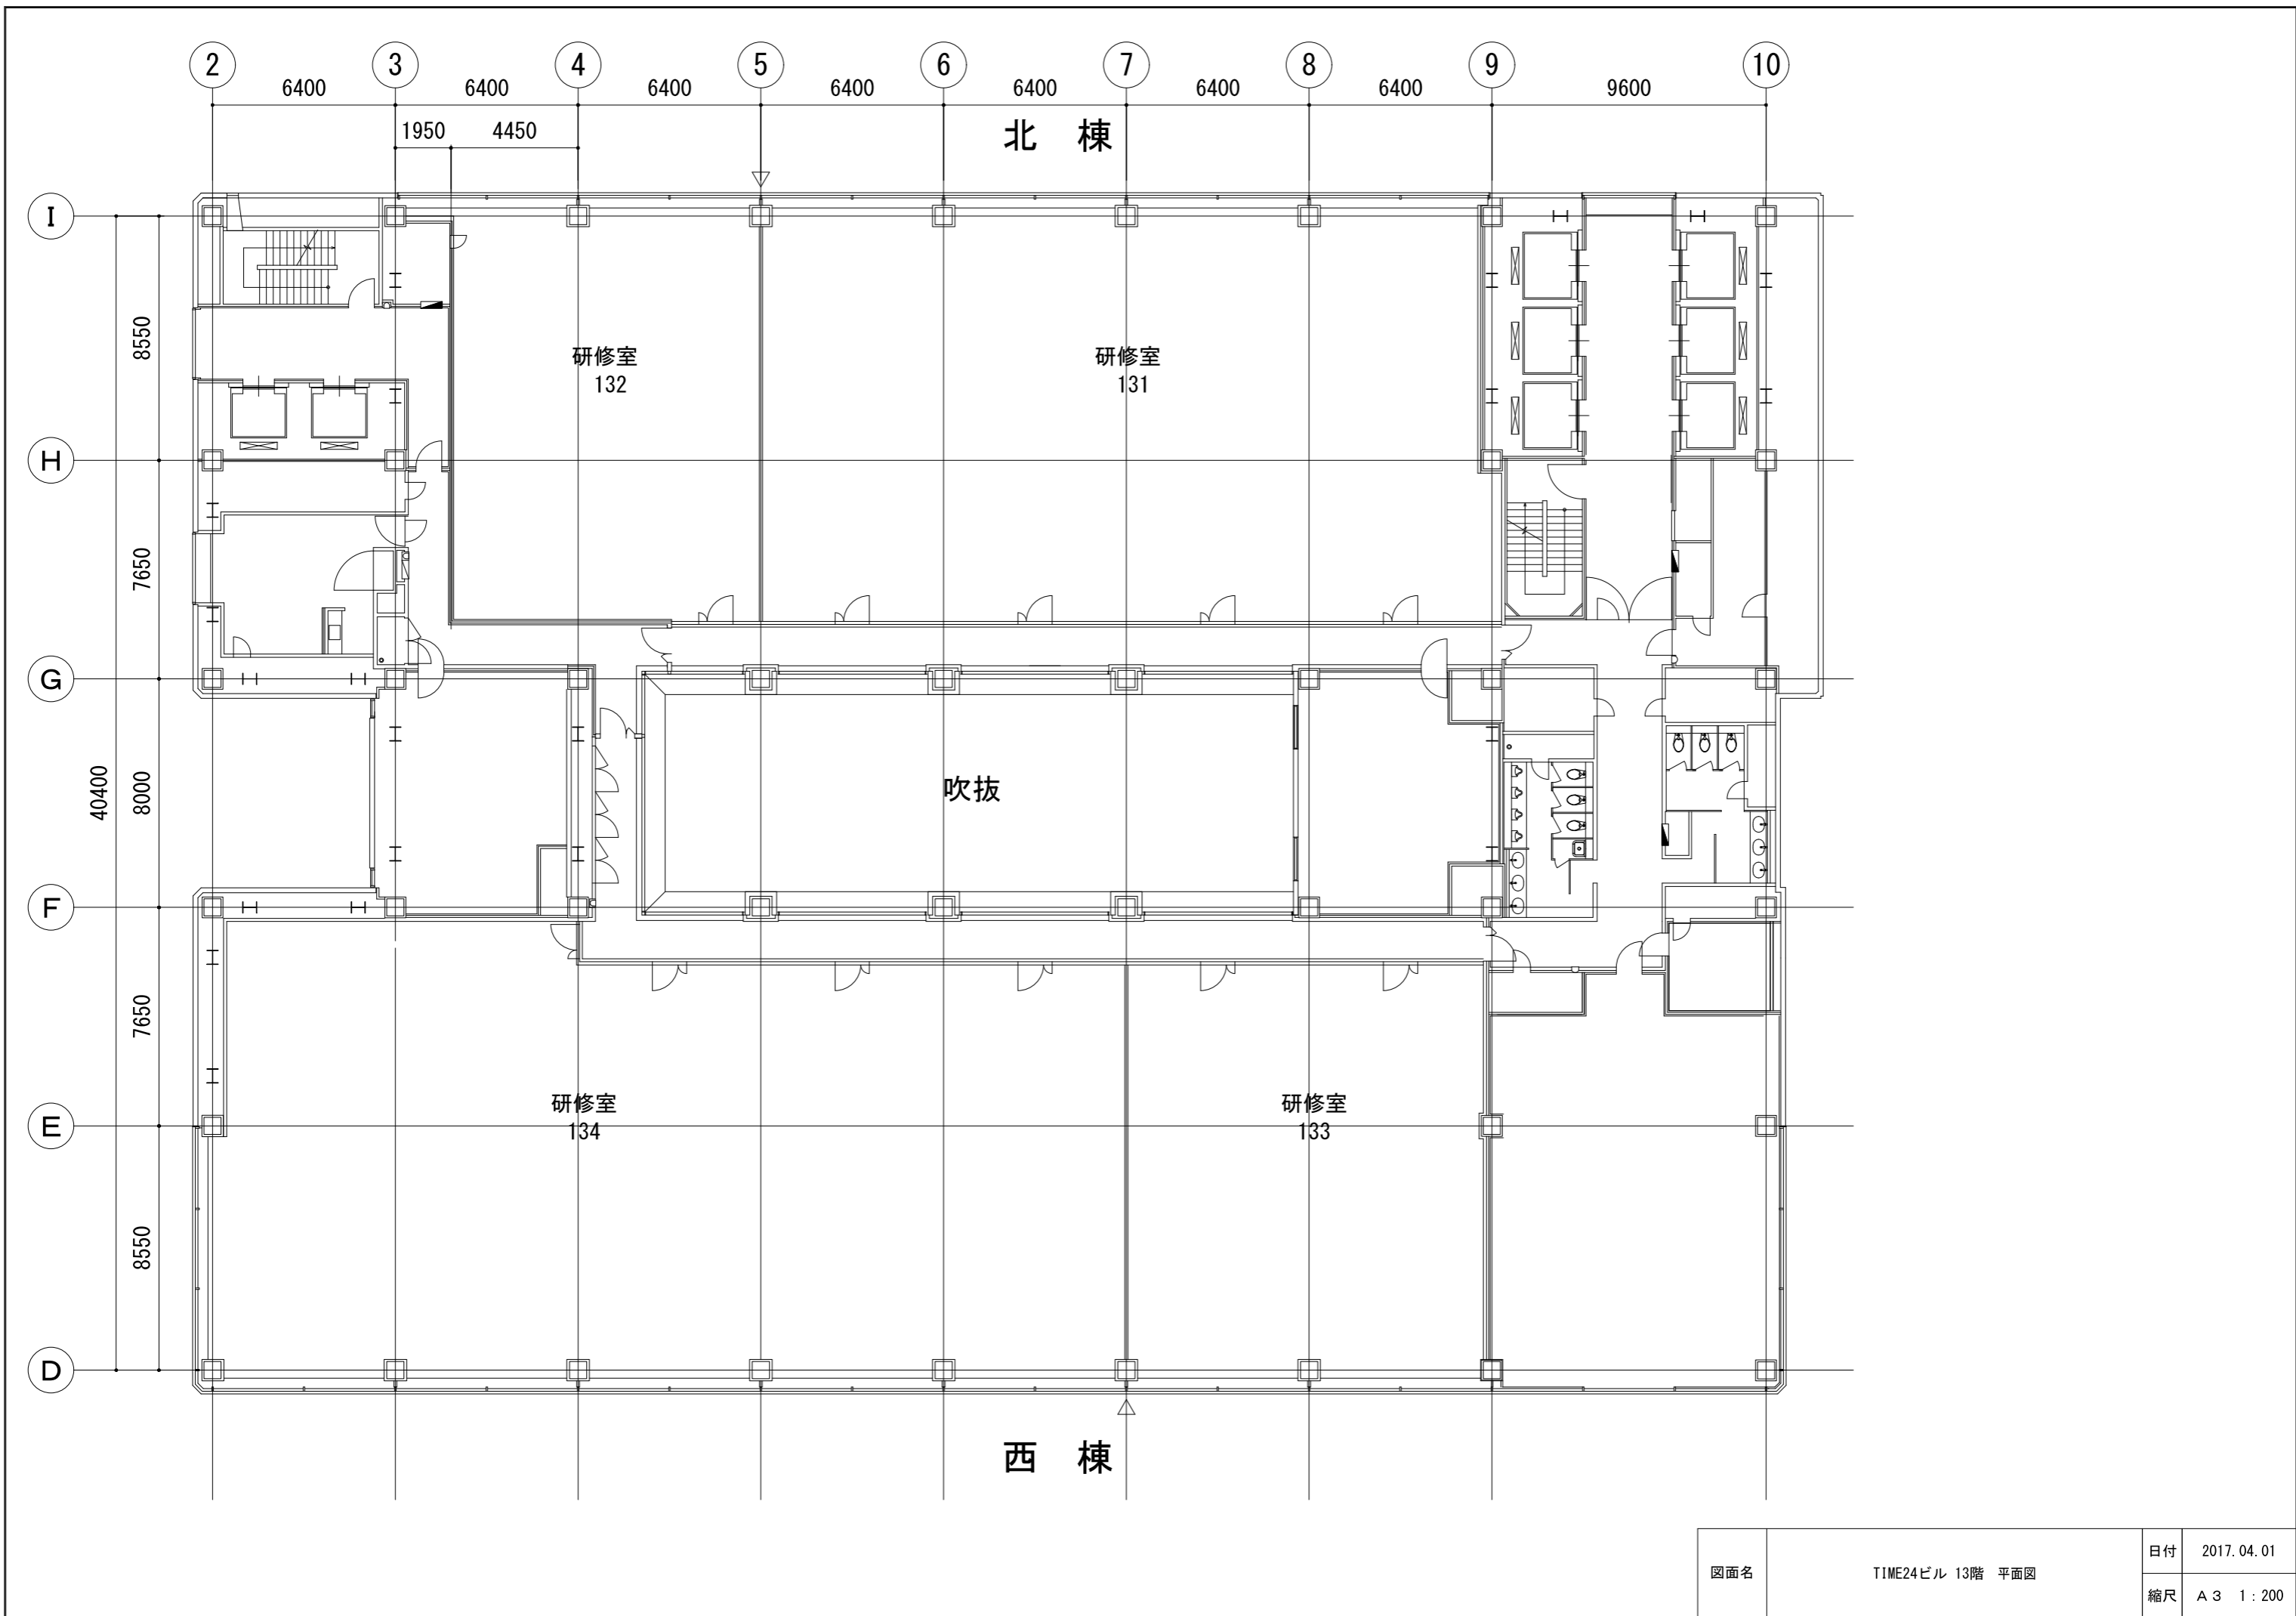 2 3 4 5 6 7 8 9 10
6400 6400 6400 6400 6400 6400 6400 9600
1950 4450
北 棟
I
8550
研修室
132
研修室
131
H
7650
G
40400
8000
吹抜
F
7650
研修室
134
研修室
133
E
8550
D
西 棟
図面名
TIME24ビル 13階 平面図
日付
2017.04.01
縮尺
A3 1:200